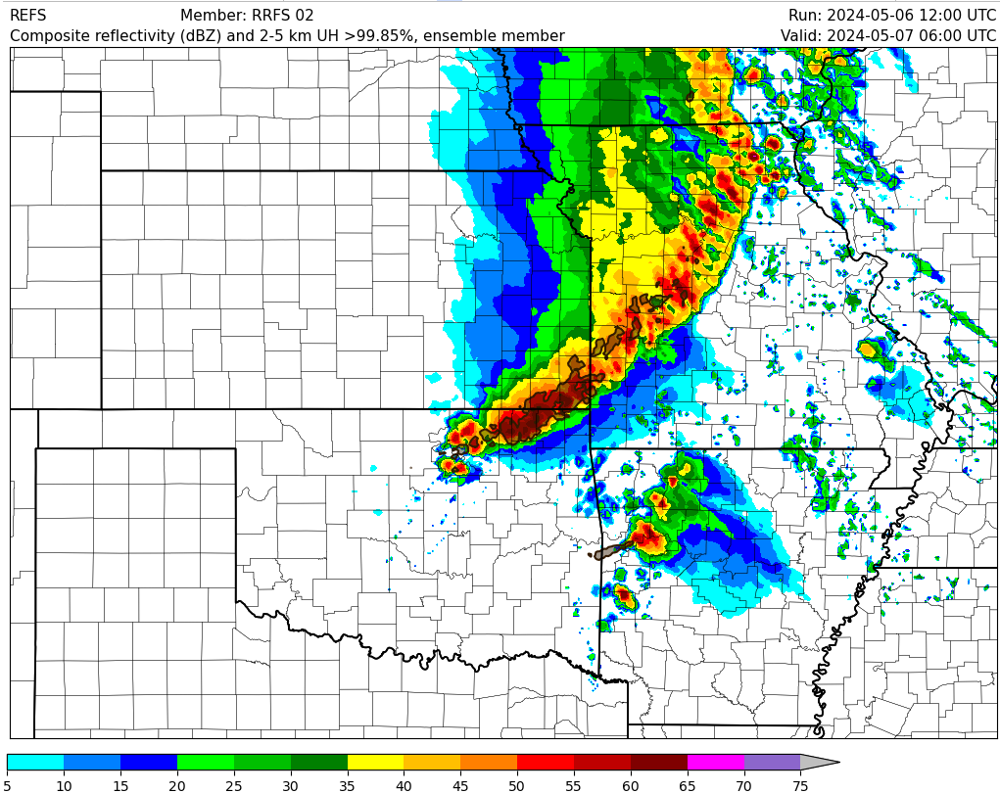 REFS Member: RRFS 02 Run: 2024-05-06 12:00 UTC
Composite reflectivity (dBZ) and 2-5 km UH >99.85%, ensemble member Valid: 2024-05-07 06:00 UTC
5 10 15 20 25 30 35 40 45 50 55 60 65 70 75